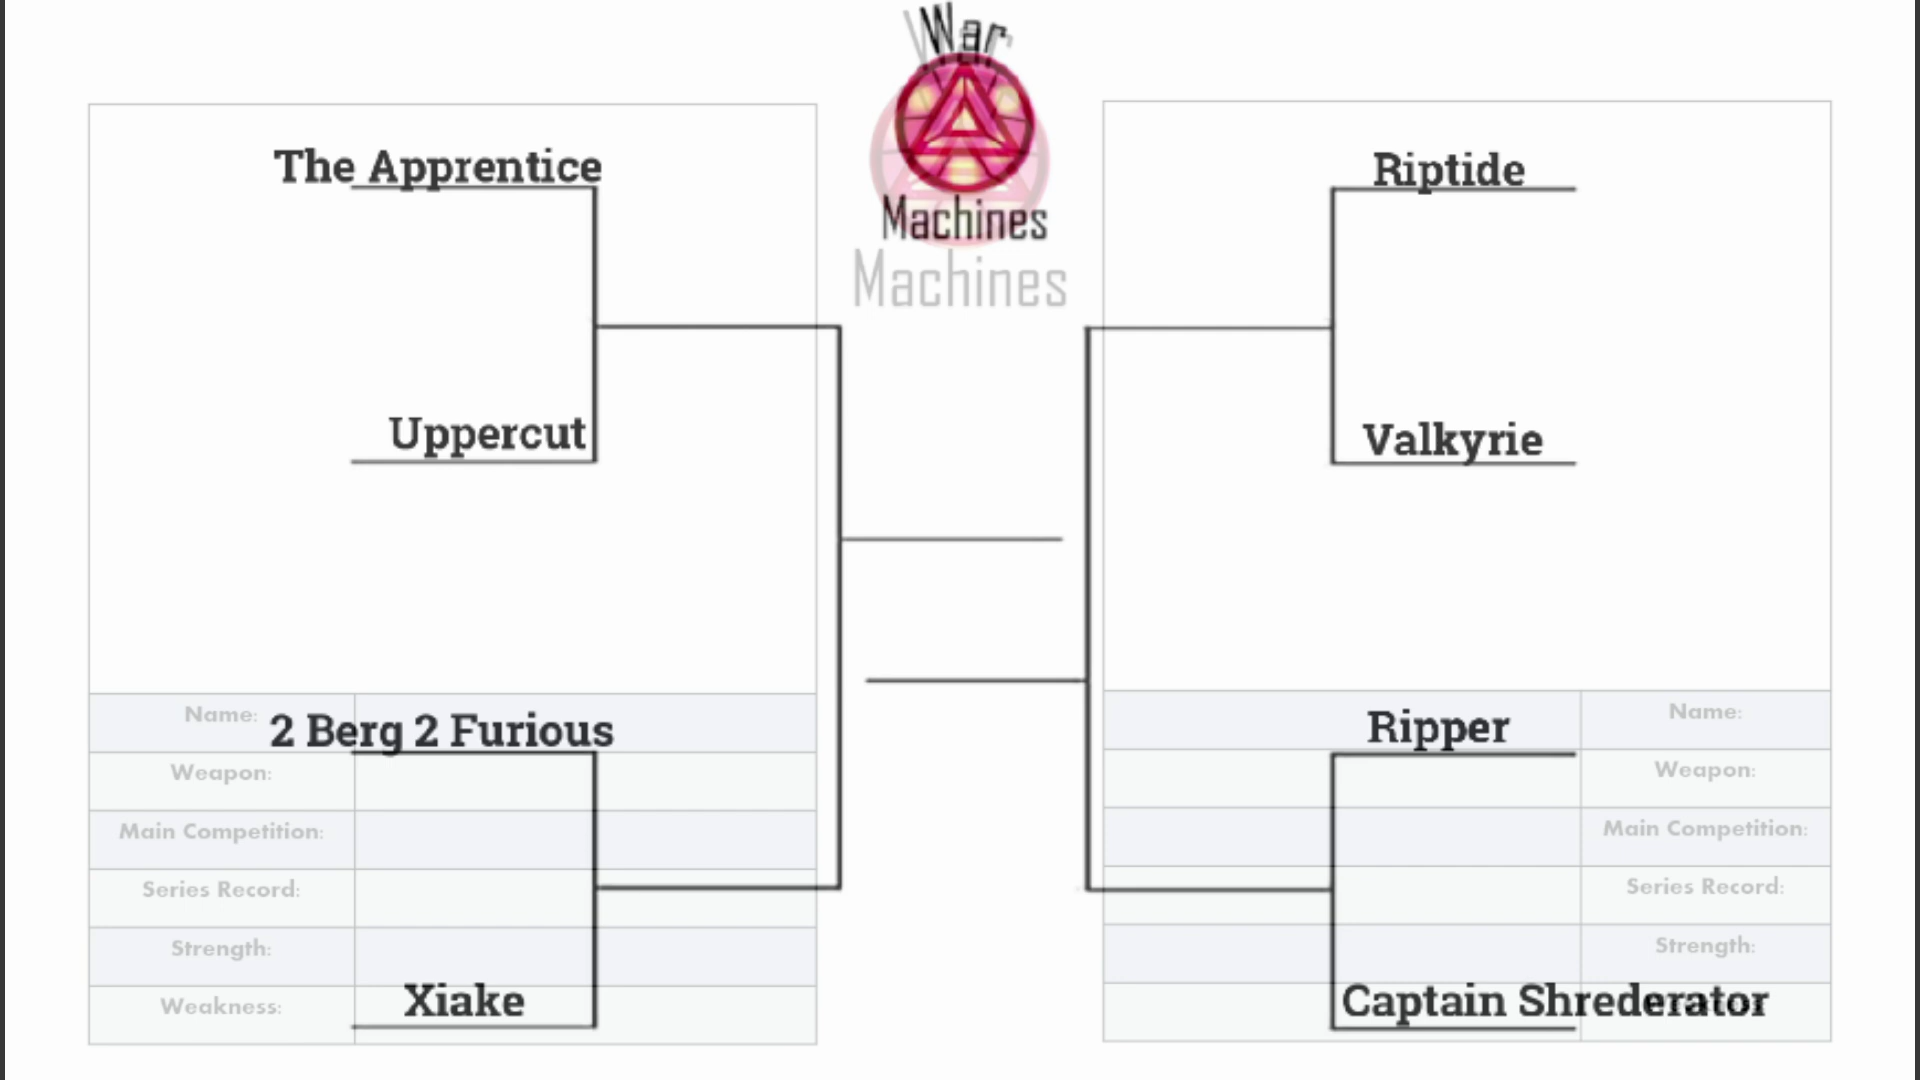 War
Machines
Machines
The Apprentice
Uppercut
2 Berg 2 Furious
Xiake
Riptide
Valkyrie
Ripper
Captain Shrederator
Name:
Weapon:
Main Competition:
Series Record:
Strength:
Weakness:
Name:
Weapon:
Main Competition:
Series Record:
Strength: